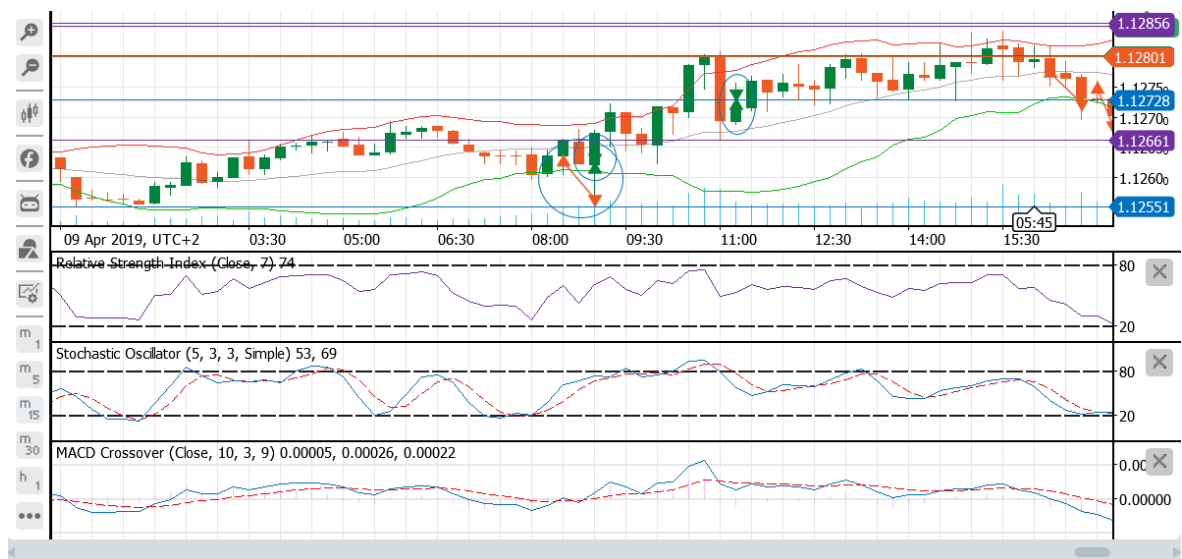 1.12856
1.12801
1.1275
0
1.12728
1.1270
0
1.12661
1.1260
0
1.12551
05:45
09 Apr 2019, UTC+2
03:30
05:00
06:30
08:00
09:30
11:00
12:30
14:00
15:30
Relative Strength Index (Close, 7) 74
80
20
Stochastic Oscillator (5, 3, 3, Simple) 53, 69
80
20
MACD Crossover (Close, 10, 3, 9) 0.00005, 0.00026, 0.00022
0.00000
m 1
m 5
m 15
m 30
h 1